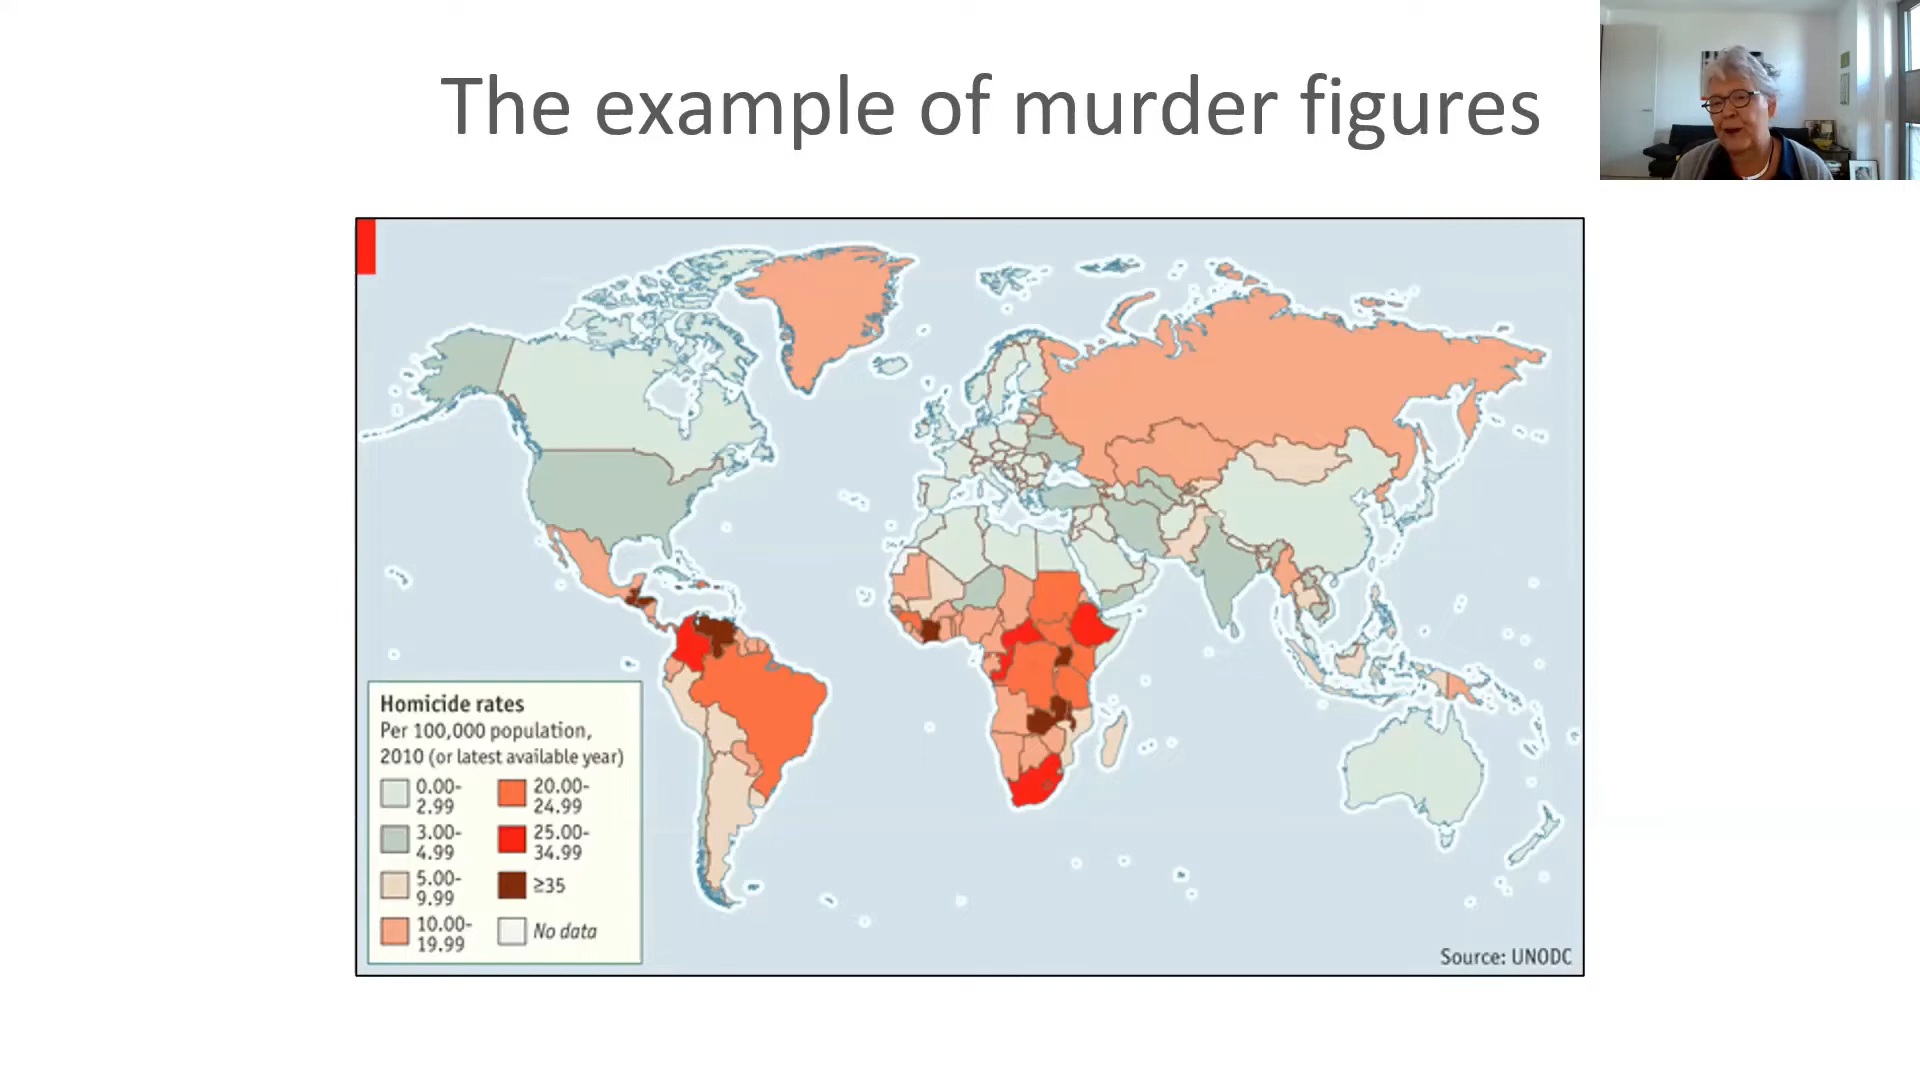 The example of murder figures
Homicide rates
Per 100,000 population,
2010 (or latest available year)
0.00-
2.99
3.00-
4.99
5.00-
9.99
10.00-
19.99
20.00-
24.99
25.00-
34.99
≥35
No data
Source: UNODC